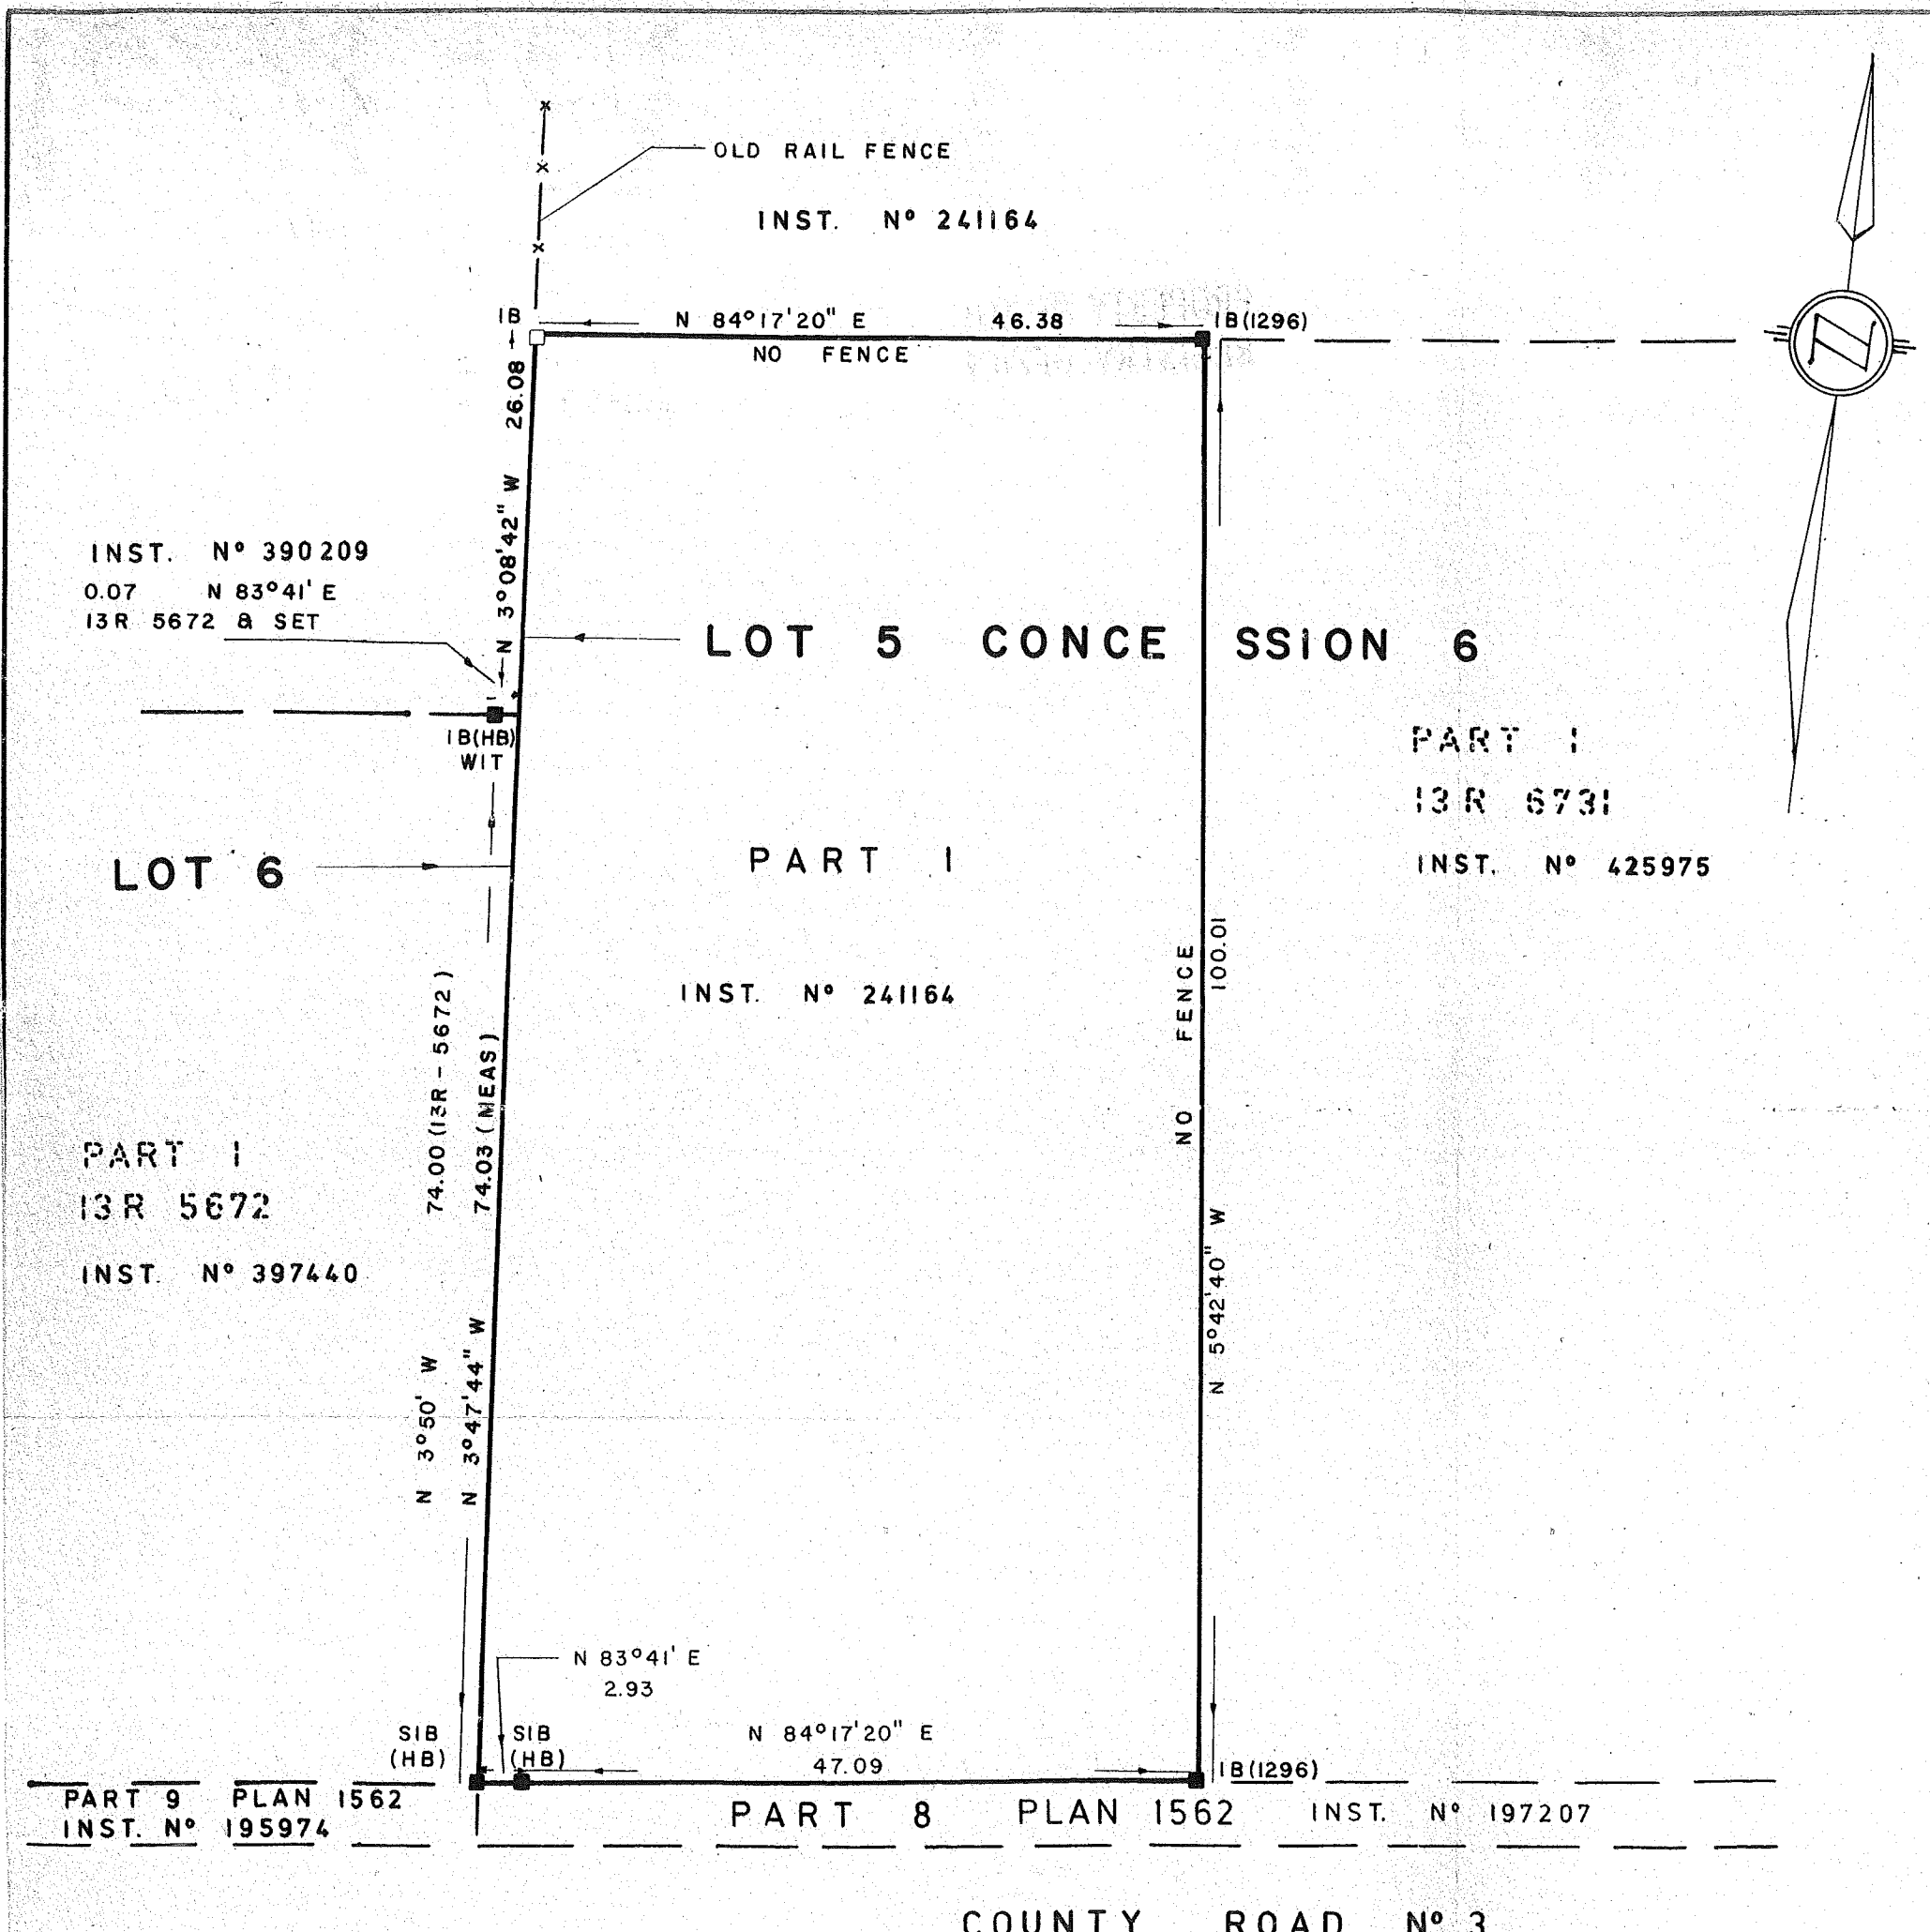 OLD RAIL FENCE
INST. Nº 241164
IB
N 84°17'20" E 46.38
IB(1296)
NO FENCE
26.08
N 3°08'42" W
N
INST. Nº 390209
0.07 N 83°41' E
13R 5672 & SET
LOT 5 CONCESSION 6
IB(HB)
WIT
PART 1
13R 6731
INST. Nº 425975
LOT 6
PART 1
INST. Nº 241164
NO FENCE
100.01
N 5°42'40" W
74.00 (13R-5672)
74.03 (MEAS)
N 3°50' W
N 3°47'44" W
PART 1
13R 5672
INST. Nº 397440
N 83°41' E
2.93
SIB
(HB)
SIB
(HB)
N 84°17'20" E
47.09
IB(1296)
PART 9 PLAN 1562
INST. Nº 195974
PART 8 PLAN 1562 INST. Nº 197207
COUNTY ROAD Nº 3